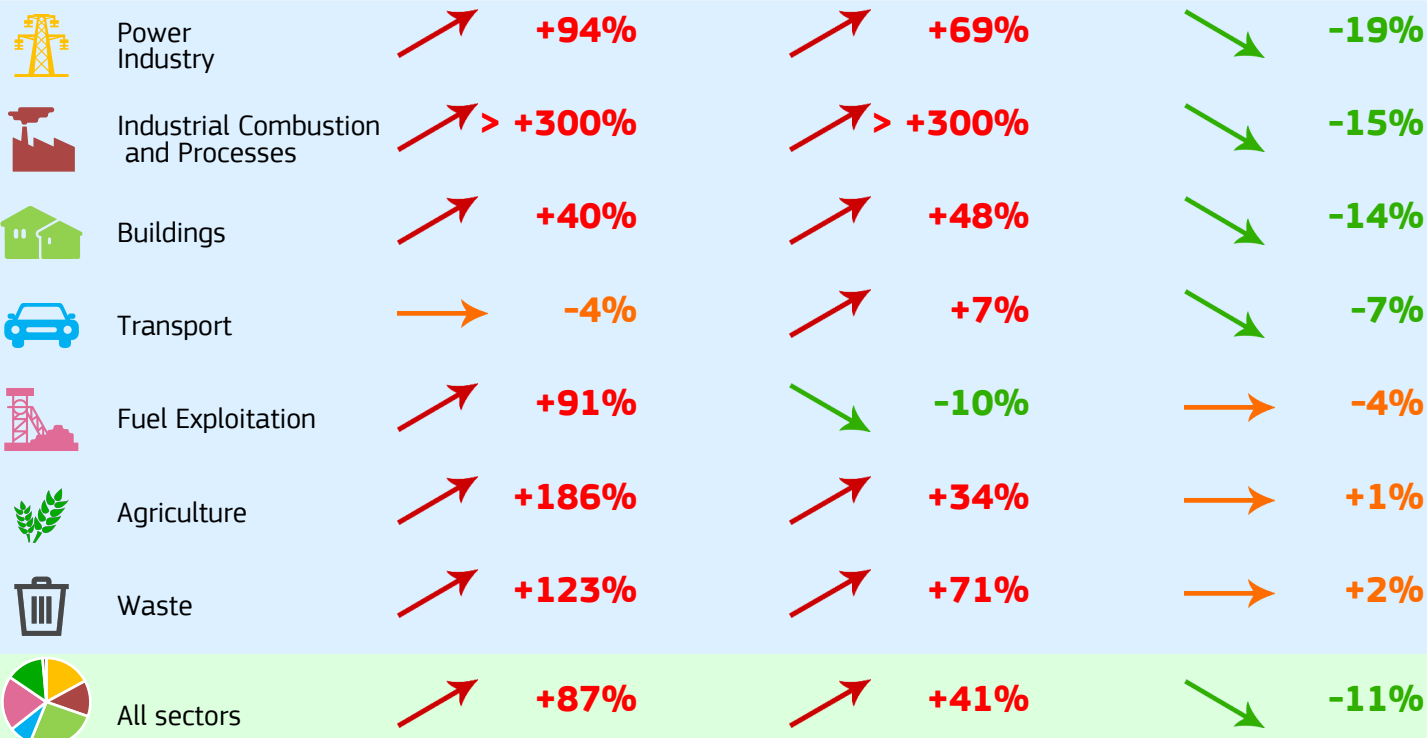 Power
Industry
+94%
+69%
-19%
Industrial Combustion
and Processes
> +300%
> +300%
-15%
Buildings
+40%
+48%
-14%
Transport
-4%
+7%
-7%
Fuel Exploitation
+91%
-10%
-4%
Agriculture
+186%
+34%
+1%
Waste
+123%
+71%
+2%
All sectors
+87%
+41%
-11%